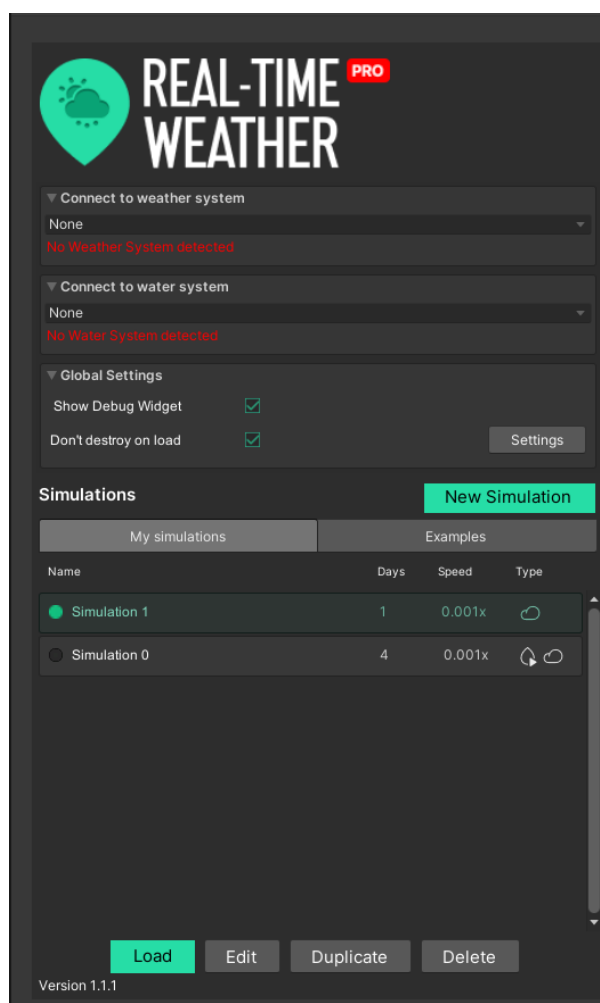 REAL-TIME PRO
WEATHER
Connect to weather system
None
No Weather System detected
Connect to water system
None
No Water System detected
Global Settings
Show Debug Widget
Don't destroy on load
Settings
Simulations
New Simulation
My simulations Examples
Name Days Speed Type
Simulation 1 1 0.001x
Simulation 0 4 0.001x
Load Edit Duplicate Delete
Version 1.1.1